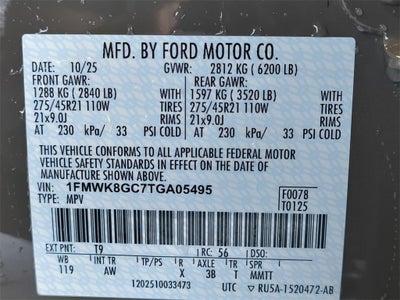 MFD. BY FORD MOTOR CO.
DATE: 10/25 GVWR: 2812 KG ( 6200 LB)
FRONT GAWR: REAR GAWR:
1288 KG ( 2840 LB) WITH 1597 KG ( 3520 LB) WITH
275/45R21 110W TIRES 275/45R21 110W TIRES
21x9.0J RIMS 21x9.0J RIMS
AT 230 kPa/ 33 PSI COLD AT 230 kPa/ 33 PSI COLD
THIS VEHICLE CONFORMS TO ALL APPLICABLE FEDERAL MOTOR
VEHICLE SAFETY AND BUMPER STANDARDS IN EFFECT ON THE DATE OF
MANUFACTURE SHOWN ABOVE.
VIN: 1FMWK8GC7TGA05495 F0078
TYPE: MPV T0125
EXT PNT: T9 RC: 56 DSO:
WB INT TR TP/PS R AXLE TR SPR
119 AW X 3B T MMTT
1202510033473 UTC ▽ RU5A-1520472-AB